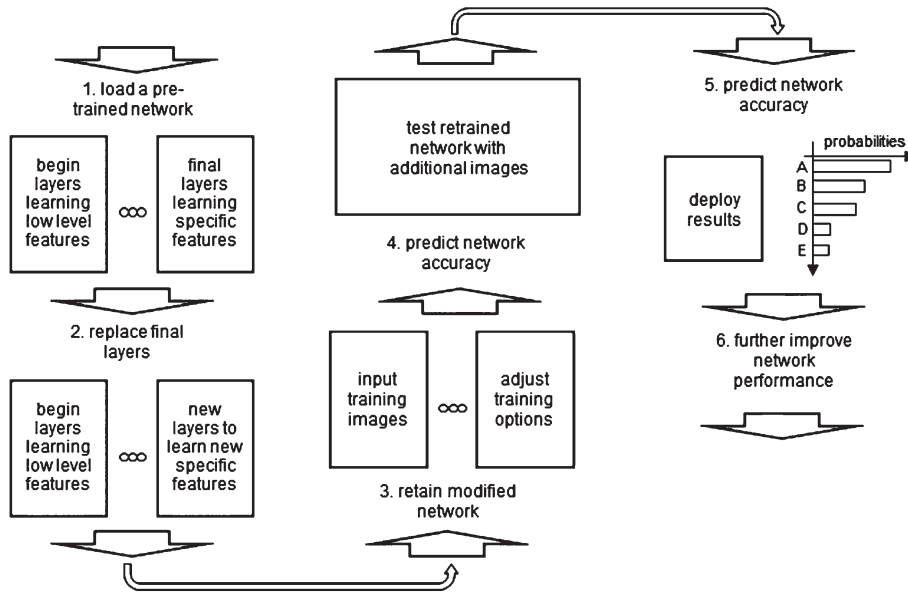 1. load a pre-
trained network
begin
layers
learning
low level
features
final
layers
learning
specific
features
2. replace final
layers
begin
layers
learning
low level
features
new
layers to
learn new
specific
features
3. retain modified
network
input
training
images
adjust
training
options
4. predict network
accuracy
test retrained
network with
additional images
5. predict network
accuracy
deploy
results
probabilities
A
B
C
D
E
6. further improve
network
performance